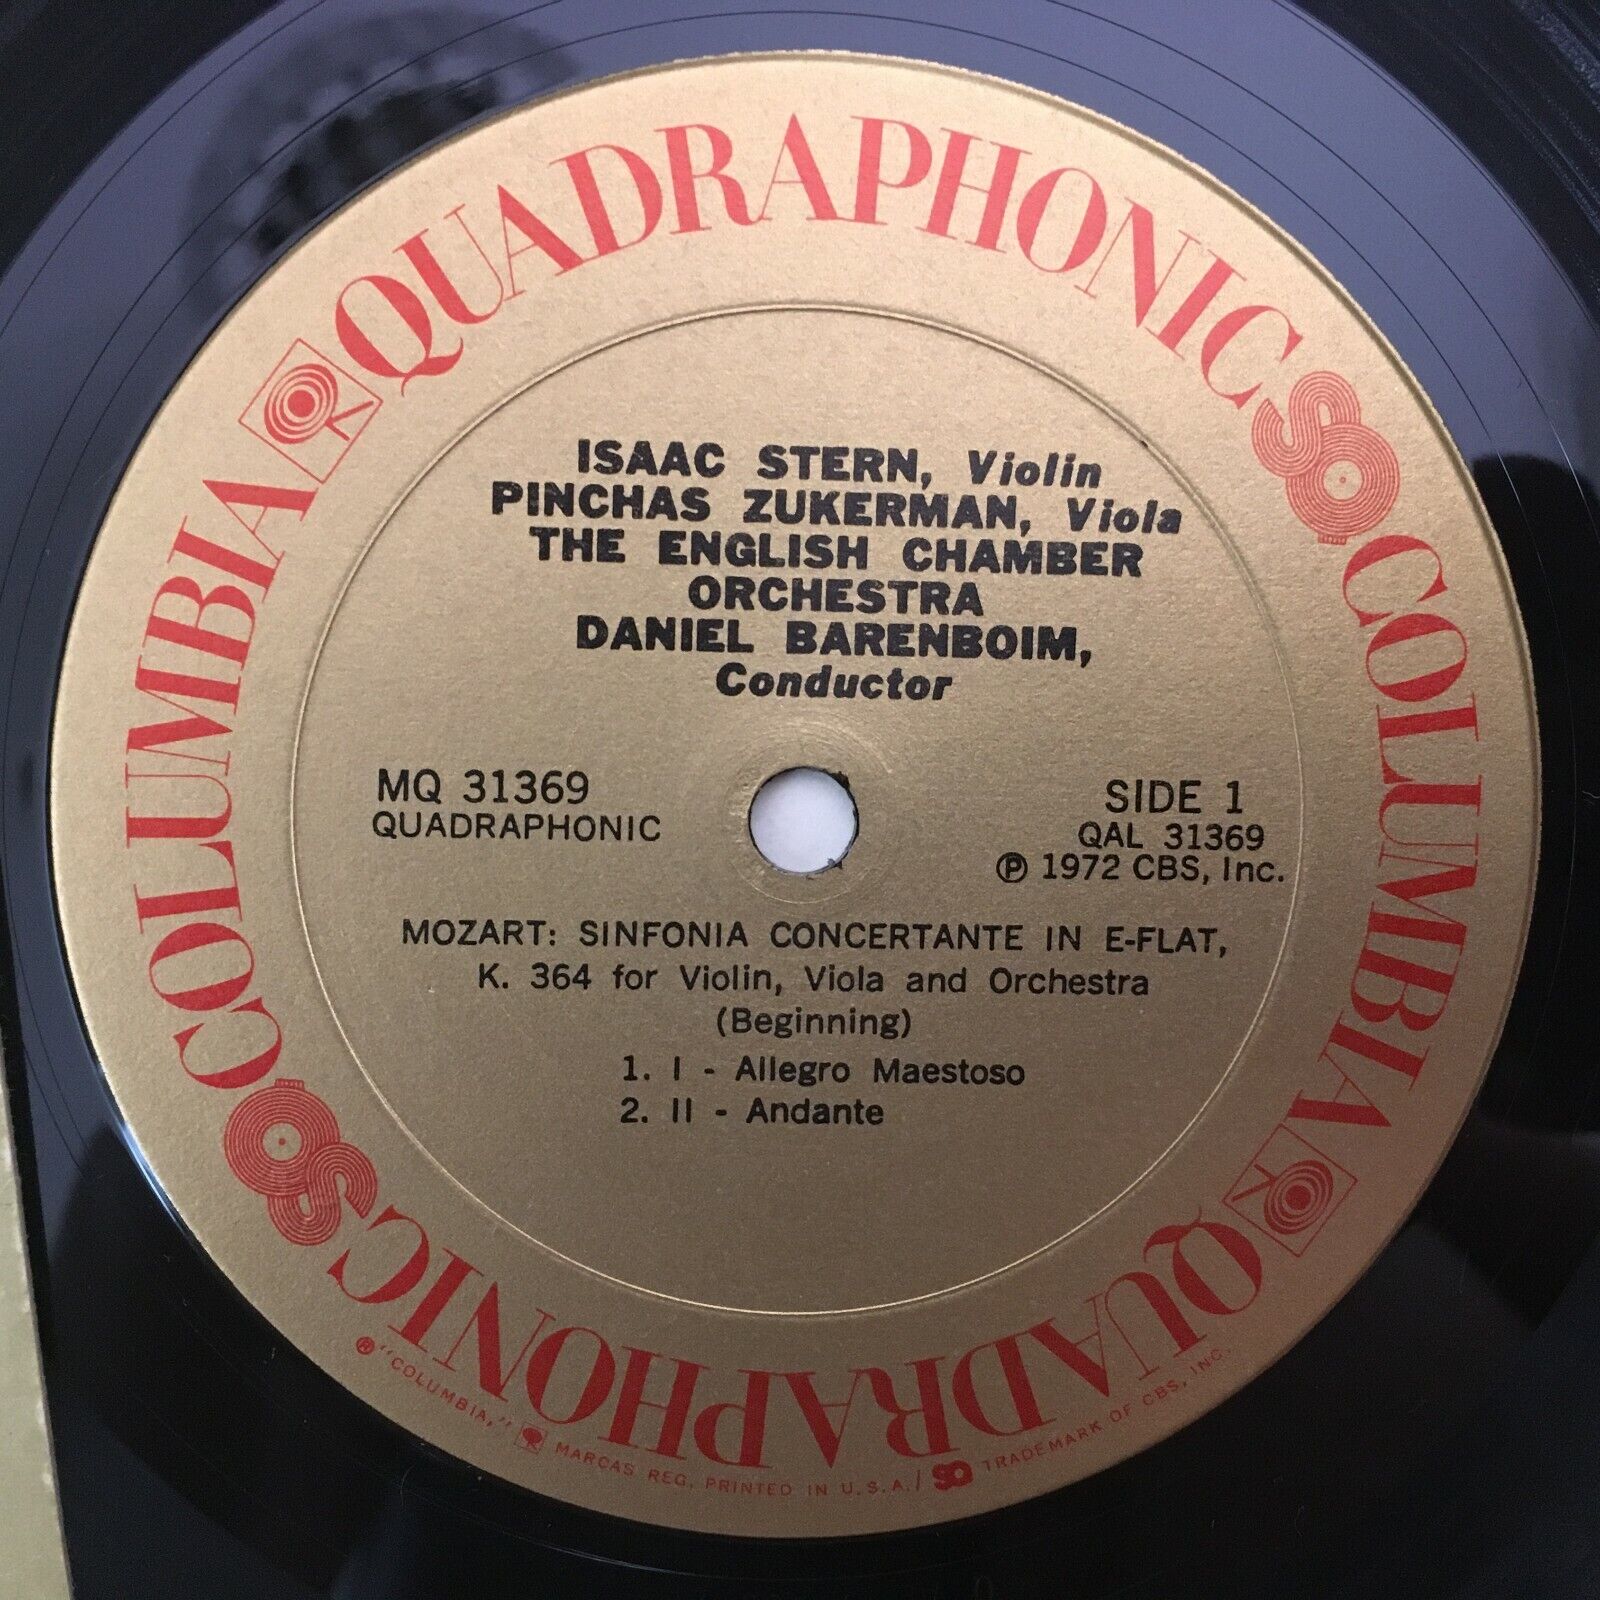 COLUMBIA QUADRAPHONIC SQ
COLUMBIA QUADRAPHONIC SQ
ISAAC STERN, Violin
PINCHAS ZUKERMAN, Viola
THE ENGLISH CHAMBER
ORCHESTRA
DANIEL BARENBOIM,
Conductor
MQ 31369
QUADRAPHONIC
SIDE 1
QAL 31369
Ⓟ 1972 CBS, Inc.
MOZART: SINFONIA CONCERTANTE IN E-FLAT,
K. 364 for Violin, Viola and Orchestra
(Beginning)
1. I - Allegro Maestoso
2. II - Andante
® "COLUMBIA," MARCAS REG. PRINTED IN U.S.A./ SQ TRADEMARK OF CBS, INC.